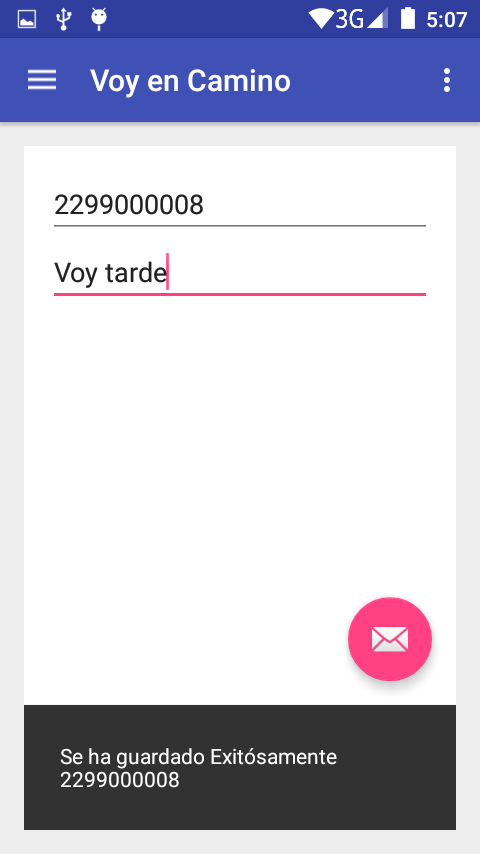 3G 5:07
Voy en Camino
2299000008
Voy tarde
Se ha guardado Exitósamente
2299000008